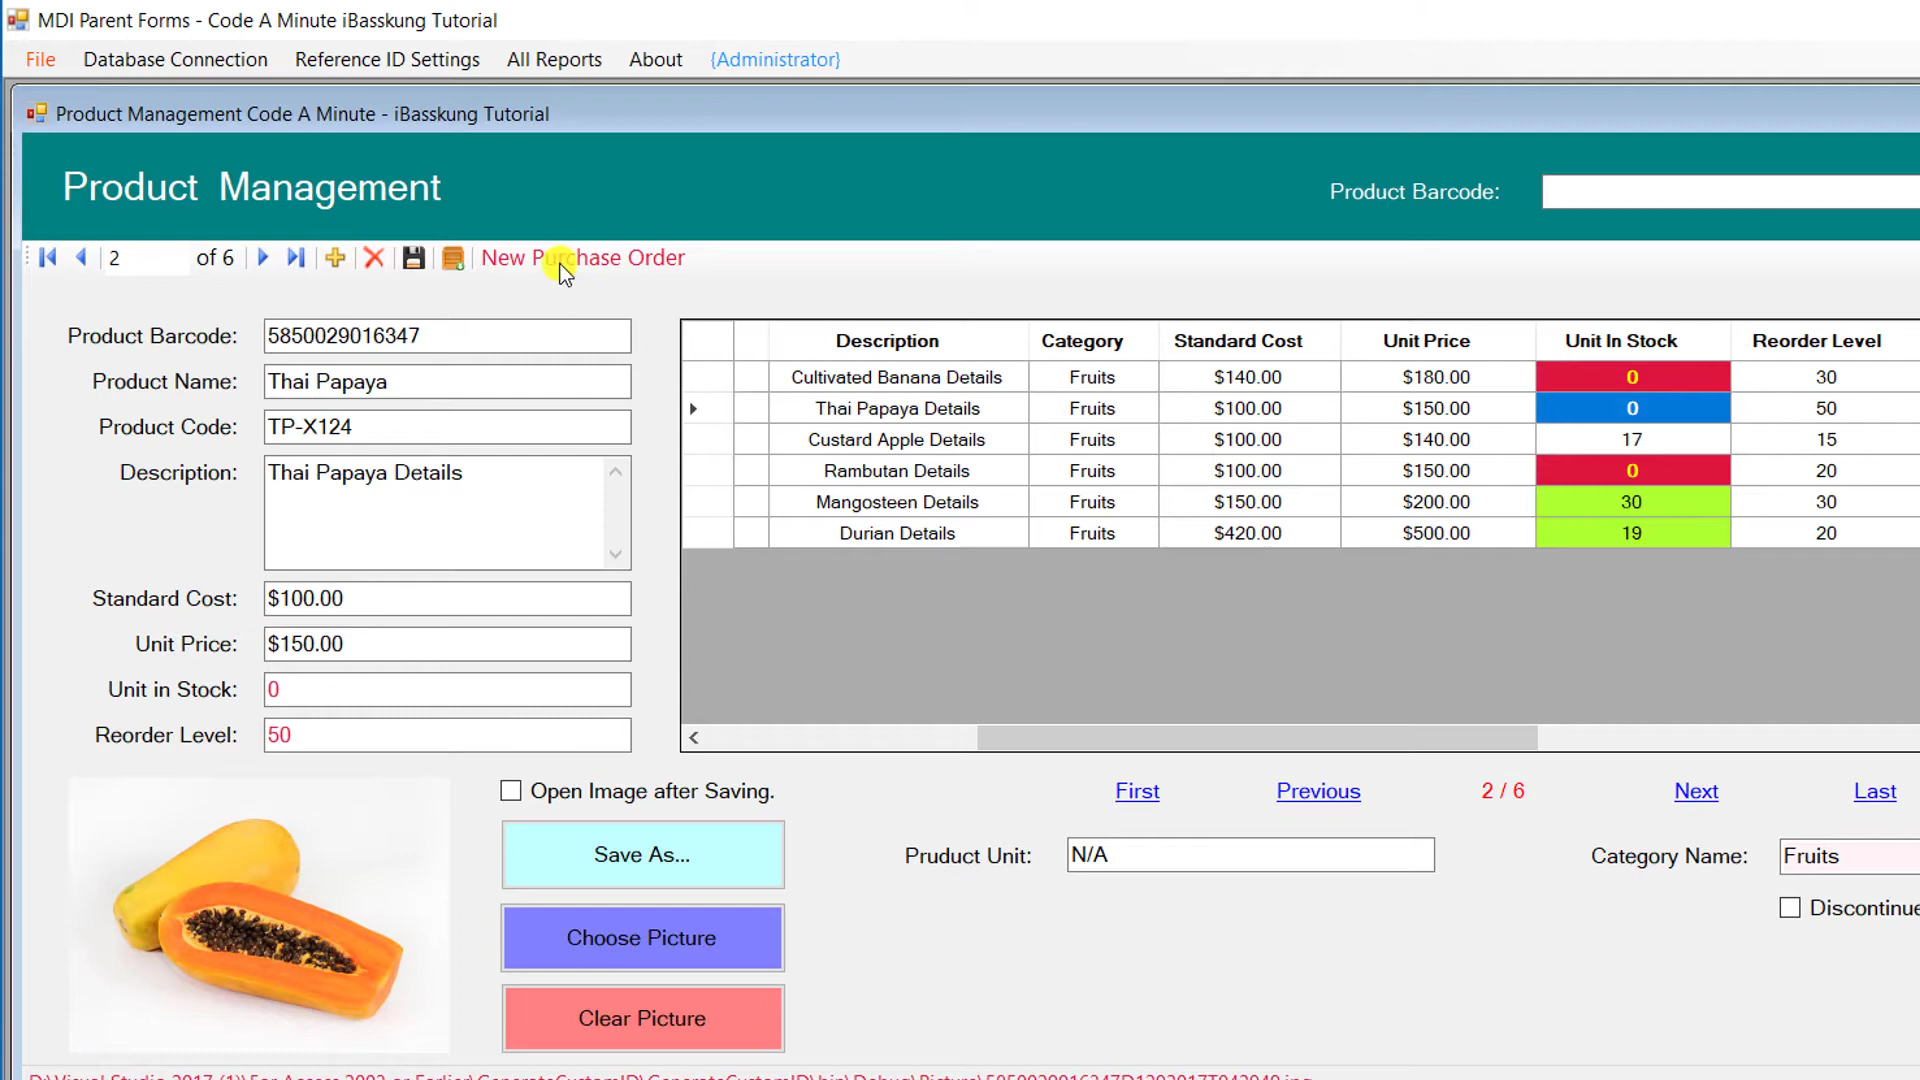 MDI Parent Forms - Code A Minute iBasskung Tutorial
File Database Connection Reference ID Settings All Reports About {Administrator}
Product Management Code A Minute - iBasskung Tutorial
Product Management
Product Barcode:
2 of 6 New Purchase Order
Product Barcode: 5850029016347
Product Name: Thai Papaya
Product Code: TP-X124
Description: Thai Papaya Details
Standard Cost: $100.00
Unit Price: $150.00
Unit in Stock: 0
Reorder Level: 50
Description Category Standard Cost Unit Price Unit In Stock Reorder Level
Cultivated Banana Details Fruits $140.00 $180.00 0 30
Thai Papaya Details Fruits $100.00 $150.00 0 50
Custard Apple Details Fruits $100.00 $140.00 17 15
Rambutan Details Fruits $100.00 $150.00 0 20
Mangosteen Details Fruits $150.00 $200.00 30 30
Durian Details Fruits $420.00 $500.00 19 20
Open Image after Saving.
Save As...
Choose Picture
Clear Picture
First Previous 2 / 6 Next Last
Pruduct Unit: N/A
Category Name: Fruits
Discontinue